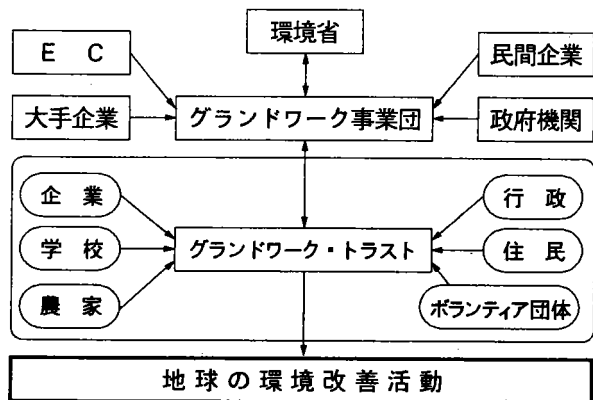 環境省
E C
民間企業
大手企業
グランドワーク事業団
政府機関
企業
行政
学校
グランドワーク・トラスト
住民
農家
ボランティア団体
地球の環境改善活動